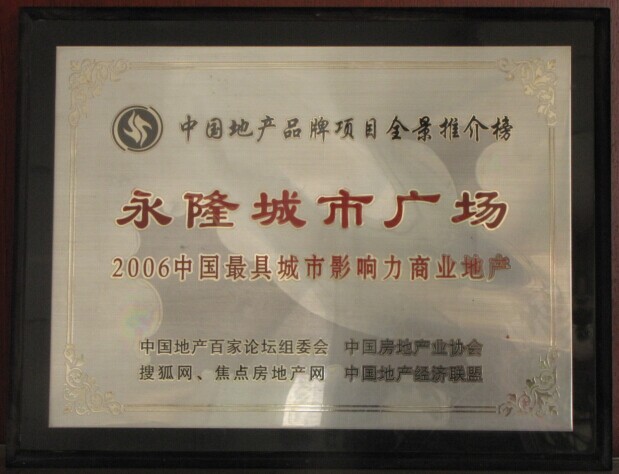 中国地产品牌项目全景推介榜
永隆城市广场
2006中国最具城市影响力商业地产
中国地产百家论坛组委会 中国房地产业协会
搜狐网、焦点房地产网 中国地产经济联盟